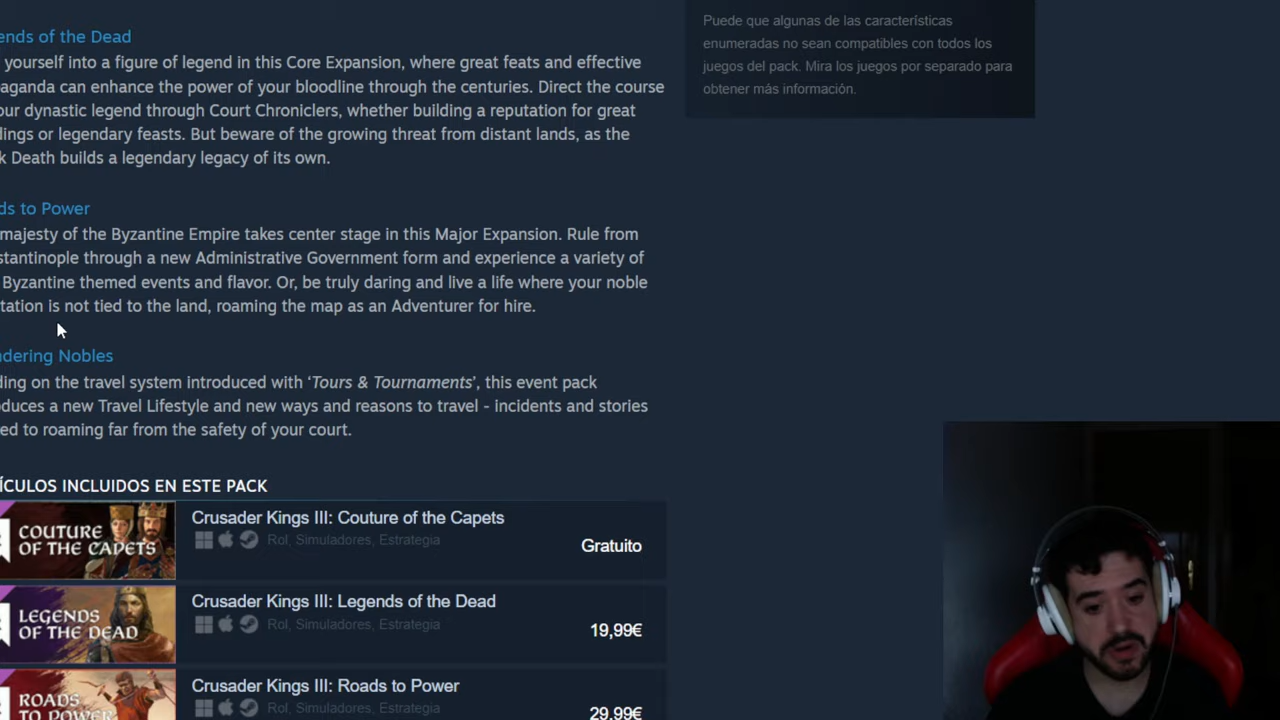 ends of the Dead
yourself into a figure of legend in this Core Expansion, where great feats and effective
aganda can enhance the power of your bloodline through the centuries. Direct the course
our dynastic legend through Court Chroniclers, whether building a reputation for great
dings or legendary feasts. But beware of the growing threat from distant lands, as the
k Death builds a legendary legacy of its own.
ds to Power
majesty of the Byzantine Empire takes center stage in this Major Expansion. Rule from
stantinople through a new Administrative Government form and experience a variety of
Byzantine themed events and flavor. Or, be truly daring and live a life where your noble
tation is not tied to the land, roaming the map as an Adventurer for hire.
ndering Nobles
ding on the travel system introduced with ‘Tours & Tournaments’, this event pack
oduces a new Travel Lifestyle and new ways and reasons to travel - incidents and stories
ed to roaming far from the safety of your court.
ÍCULOS INCLUIDOS EN ESTE PACK
COUTURE
OF THE CAPETS
Crusader Kings III: Couture of the Capets
Rol, Simuladores, Estrategia
Gratuito
LEGENDS
OF THE DEAD
Crusader Kings III: Legends of the Dead
Rol, Simuladores, Estrategia
19,99€
ROADS
TO POWER
Crusader Kings III: Roads to Power
Rol, Simuladores, Estrategia
29,99€
Puede que algunas de las características
enumeradas no sean compatibles con todos los
juegos del pack. Mira los juegos por separado para
obtener más información.